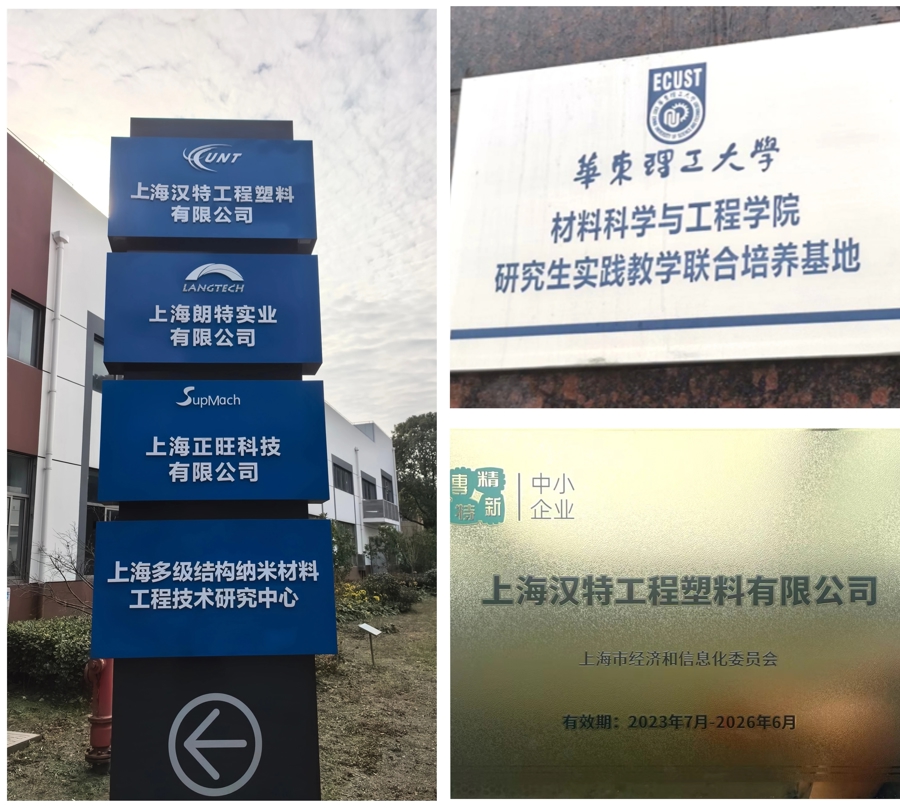 UNT
上海汉特工程塑料
有限公司
LANGTECH
上海朗特实业
有限公司
SupMach
上海正旺科技
有限公司
上海多级结构纳米材料
工程技术研究中心
ECUST
華東理工大學
材料科学与工程学院
研究生实践教学联合培养基地
專精
特新
中小
企业
上海汉特工程塑料有限公司
上海市经济和信息化委员会
有效期：2023年7月-2026年6月